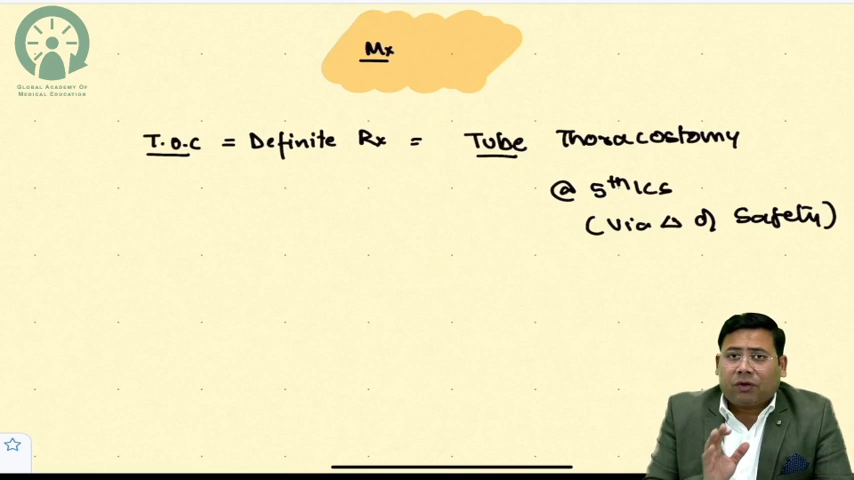 GLOBAL ACADEMY OF
MEDICAL EDUCATION
Mx
T.O.C = Definite Rx = Tube Thoracostomy
@ 5th ICS
(Via Δ of Safety)